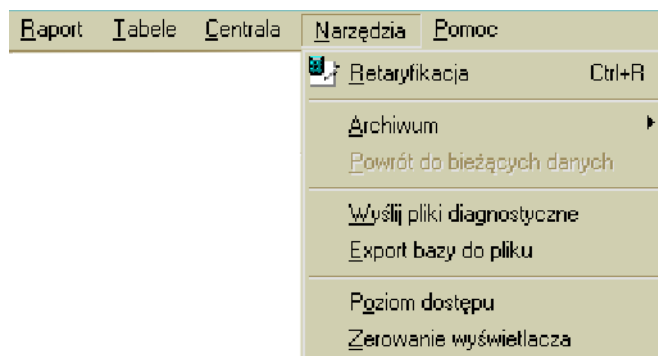 Raport Tabele Centrala Narzędzia Pomoc
Retaryfikacja Ctrl+R
Archiwum
Powrót do bieżących danych
Wyślij pliki diagnostyczne
Export bazy do pliku
Poziom dostępu
Zerowanie wyświetlacza